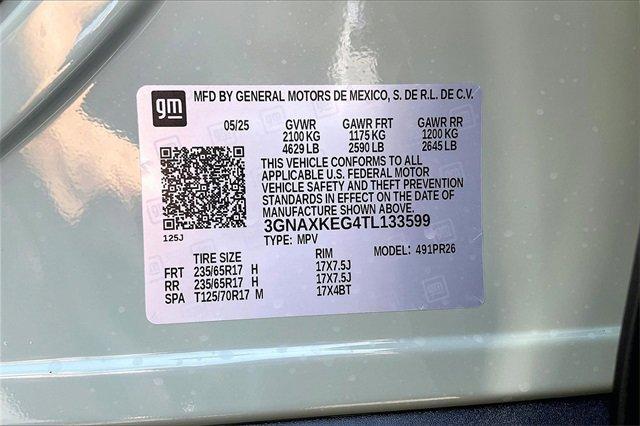 gm
MFD BY GENERAL MOTORS DE MEXICO, S. DE R.L. DE C.V.
05/25 GVWR GAWR FRT GAWR RR
2100 KG 1175 KG 1200 KG
4629 LB 2590 LB 2645 LB
THIS VEHICLE CONFORMS TO ALL
APPLICABLE U.S. FEDERAL MOTOR
VEHICLE SAFETY AND THEFT PREVENTION
STANDARDS IN EFFECT ON THE DATE OF
MANUFACTURE SHOWN ABOVE.
3GNAXKEG4TL133599
125J
TYPE: MPV
MODEL: 491PR26
TIRE SIZE RIM
FRT 235/65R17 H 17X7.5J
RR 235/65R17 H 17X7.5J
SPA T125/70R17 M 17X4BT